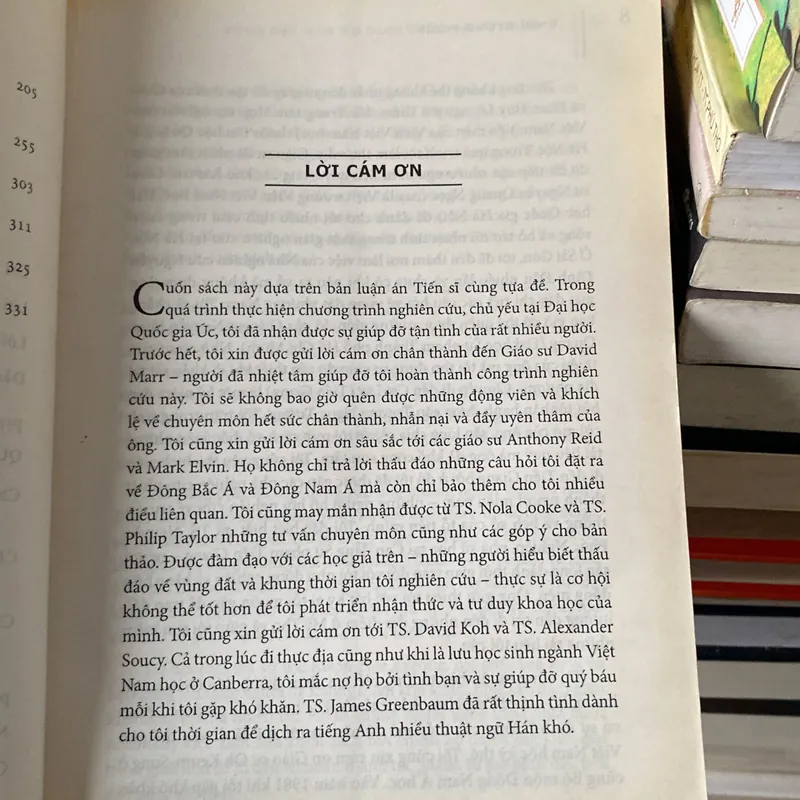 205
255
303
311
325
331
LỜI CÁM ƠN
Cuốn sách này dựa trên bản luận án Tiến sĩ cùng tựa đề. Trong
quá trình thực hiện chương trình nghiên cứu, chủ yếu tại Đại học
Quốc gia Úc, tôi đã nhận được sự giúp đỡ tận tình của rất nhiều người.
Trước hết, tôi xin được gửi lời cám ơn chân thành đến Giáo sư David
Marr – người đã nhiệt tâm giúp đỡ tôi hoàn thành công trình nghiên
cứu này. Tôi sẽ không bao giờ quên được những động viên và khích
lệ về chuyên môn hết sức chân thành, nhẫn nại và đầy uyên thâm của
ông. Tôi cũng xin gửi lời cám ơn sâu sắc tới các giáo sư Anthony Reid
và Mark Elvin. Họ không chỉ trả lời thấu đáo những câu hỏi tôi đặt ra
về Đông Bắc Á và Đông Nam Á mà còn chỉ bảo thêm cho tôi nhiều
điều liên quan. Tôi cũng may mắn nhận được từ TS. Nola Cooke và TS.
Philip Taylor những tư vấn chuyên môn cũng như các góp ý cho bản
thảo. Được đàm đạo với các học giả trên – những người hiểu biết thấu
đáo về vùng đất và khung thời gian tôi nghiên cứu – thực sự là cơ hội
không thể tốt hơn để tôi phát triển nhận thức và tư duy khoa học của
mình. Tôi cũng xin gửi lời cám ơn tới TS. David Koh và TS. Alexander
Soucy. Cả trong lúc đi thực địa cũng như khi là lưu học sinh ngành Việt
Nam học ở Canberra, tôi mắc nợ họ bởi tình bạn và sự giúp đỡ quý báu
mỗi khi tôi gặp khó khăn. TS. James Greenbaum đã rất thịnh tình dành
cho tôi thời gian để dịch ra tiếng Anh nhiều thuật ngữ Hán khó.